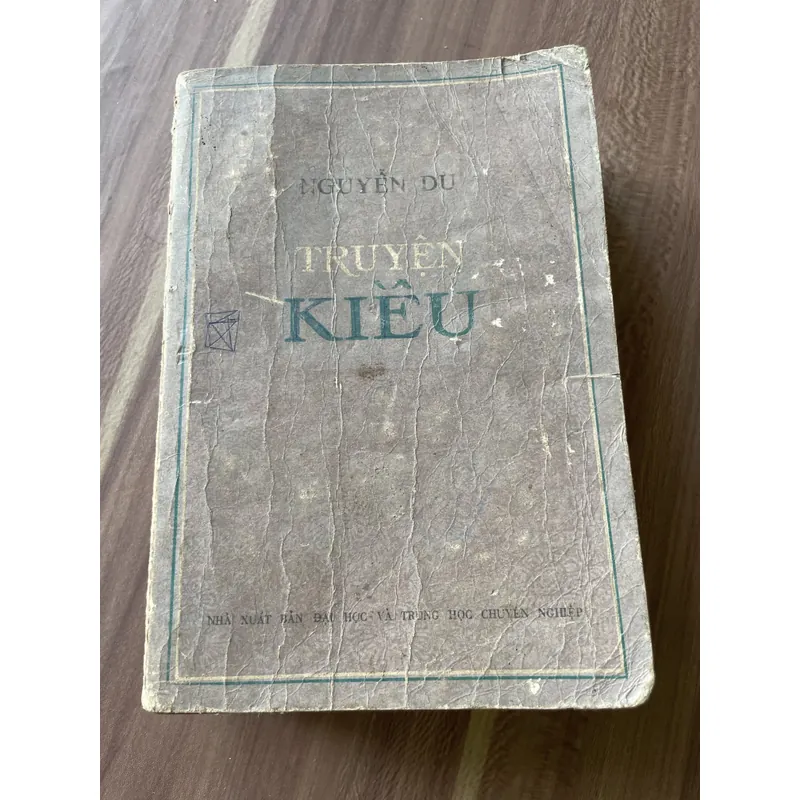 NGUYỄN DU
TRUYỆN
KIỀU
NHÀ XUẤT BẢN ĐẠI HỌC VÀ TRUNG HỌC CHUYÊN NGHIỆP